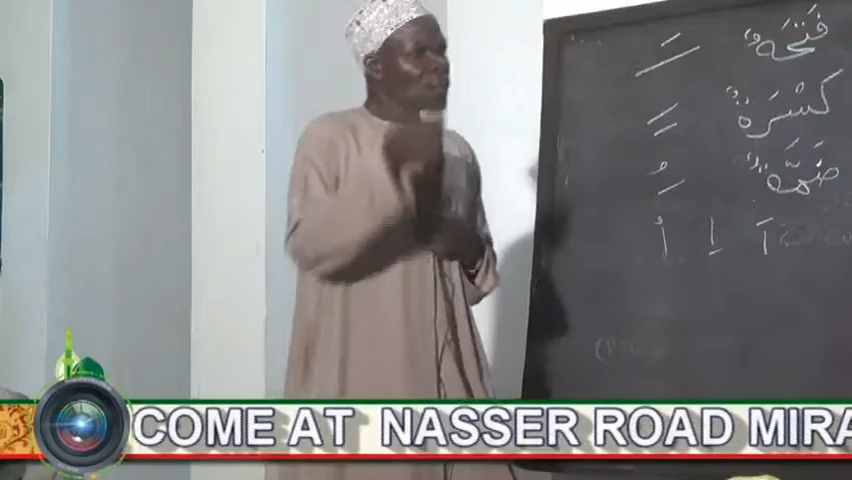 فَتْحَةٌ
كَسْرَةٌ
ضَمَّةٌ
اَ اِ اُ
COME AT NASSER ROAD MIRA